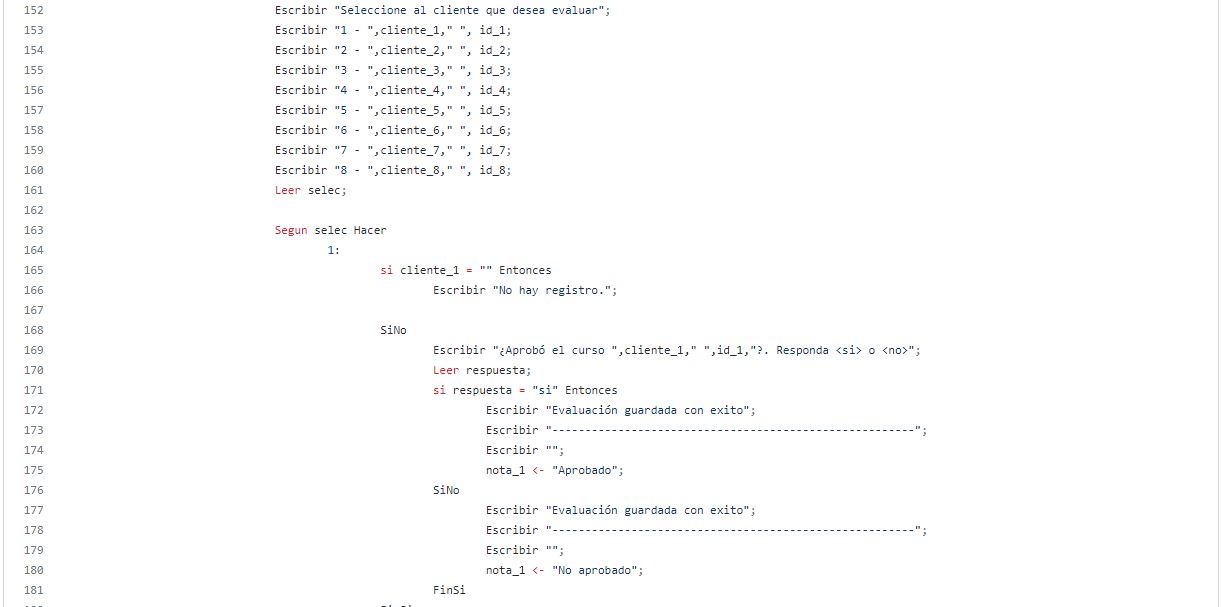 152 Escribir "Seleccione al cliente que desea evaluar";
153 Escribir "1 - ",cliente_1," ", id_1;
154 Escribir "2 - ",cliente_2," ", id_2;
155 Escribir "3 - ",cliente_3," ", id_3;
156 Escribir "4 - ",cliente_4," ", id_4;
157 Escribir "5 - ",cliente_5," ", id_5;
158 Escribir "6 - ",cliente_6," ", id_6;
159 Escribir "7 - ",cliente_7," ", id_7;
160 Escribir "8 - ",cliente_8," ", id_8;
161 Leer selec;
162
163 Segun selec Hacer
164 1:
165 si cliente_1 = "" Entonces
166 Escribir "No hay registro.";
167
168 SiNo
169 Escribir "¿Aprobó el curso ",cliente_1," ",id_1,"?. Responda <si> o <no>";
170 Leer respuesta;
171 si respuesta = "si" Entonces
172 Escribir "Evaluación guardada con exito";
173 Escribir "-------------------------------------------------------";
174 Escribir "";
175 nota_1 <- "Aprobado";
176 SiNo
177 Escribir "Evaluación guardada con exito";
178 Escribir "-------------------------------------------------------";
179 Escribir "";
180 nota_1 <- "No aprobado";
181 FinSi